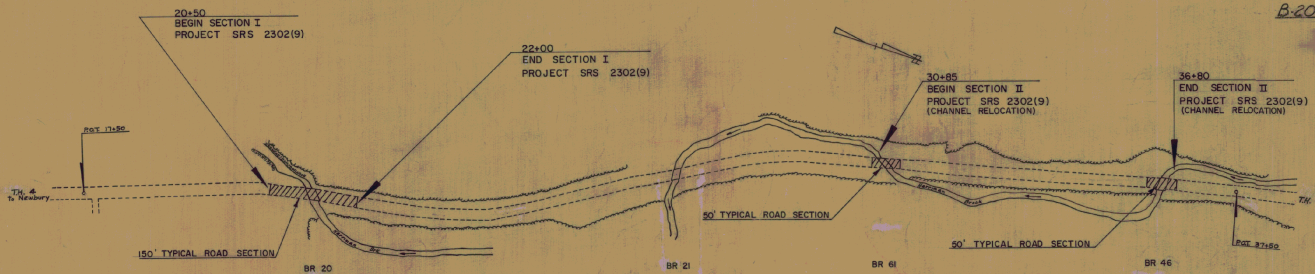 B-20
20+50
BEGIN SECTION I
PROJECT SRS 2302(9)
22+00
END SECTION I
PROJECT SRS 2302(9)
30+85
BEGIN SECTION II
PROJECT SRS 2302(9)
(CHANNEL RELOCATION)
36+80
END SECTION II
PROJECT SRS 2302(9)
(CHANNEL RELOCATION)
P.O.T. 17+50
T.H. 4
To Newbury
150' TYPICAL ROAD SECTION
50' TYPICAL ROAD SECTION
50' TYPICAL ROAD SECTION
P.O.T. 37+50
T.H.
Brook
BR 20
BR 21
BR 61
BR 46